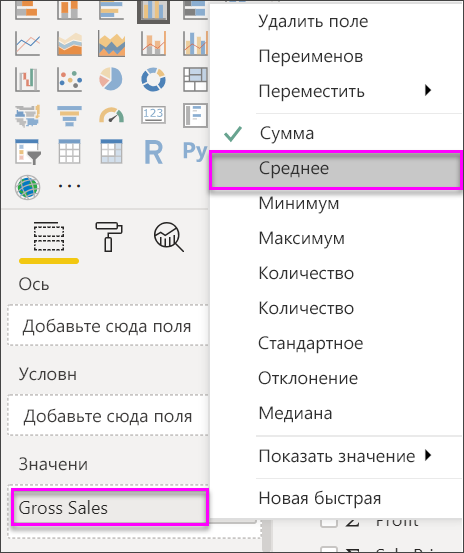 Удалить поле
Переименов
Переместить
Сумма
Среднее
Минимум
Максимум
Количество
Количество
Стандартное
Отклонение
Медиана
Показать значение
Новая быстрая
123
R
Py
Ось
Добавьте сюда поля
Условн
Добавьте сюда поля
Значени
Gross Sales
Σ Profit